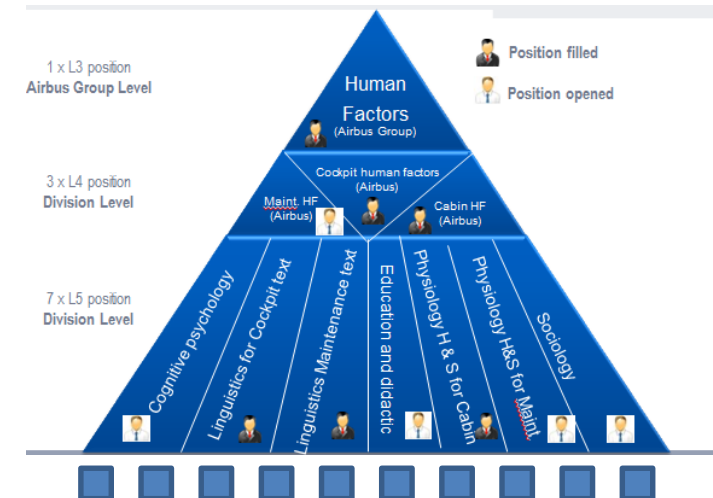 1 x L3 position
Airbus Group Level
Human
Factors
(Airbus Group)
Position filled
Position opened
3 x L4 position
Division Level
Cockpit human factors
(Airbus)
Maint. HF
(Airbus)
Cabin HF
(Airbus)
7 x L5 position
Division Level
Cognitive psychology
Linguistics for Cockpit text
Linguistics Maintenance text
Education and didactic
Physiology H & S for Cabin
Physiology H&S for Maint.
Sociology